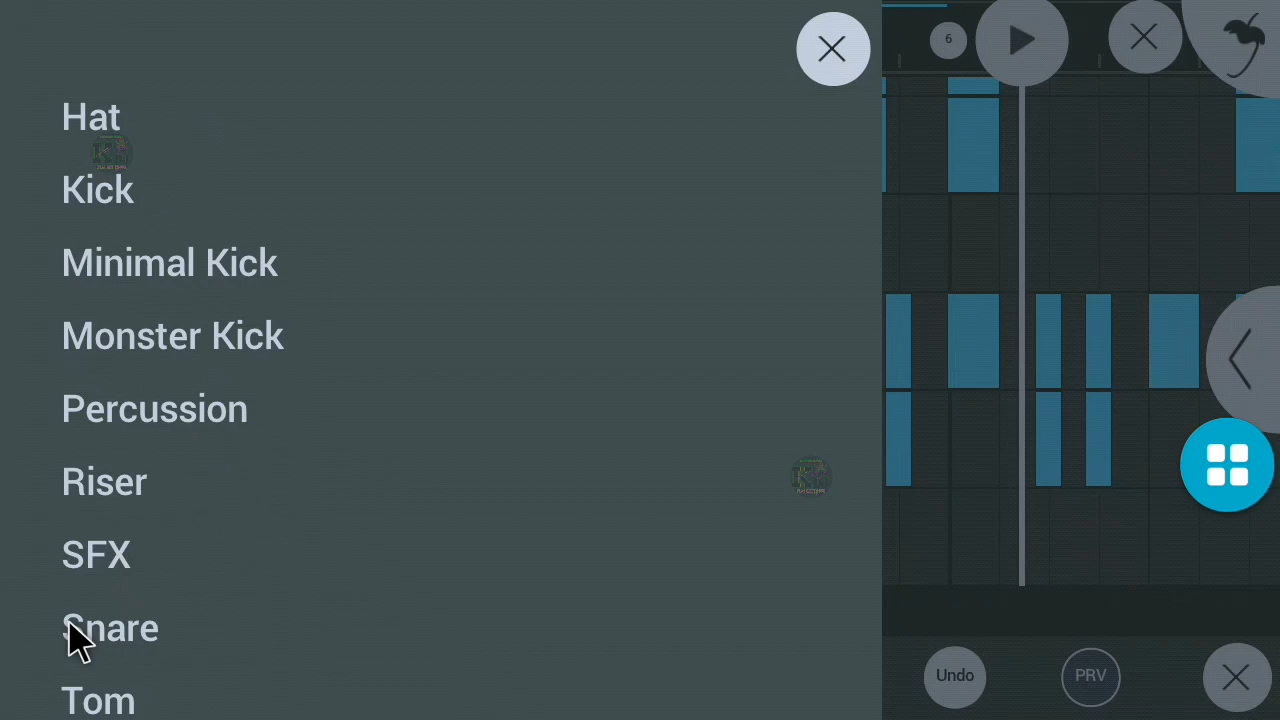 Hat
Kick
Minimal Kick
Monster Kick
Percussion
Riser
SFX
Snare
Tom
6
Undo
PRV